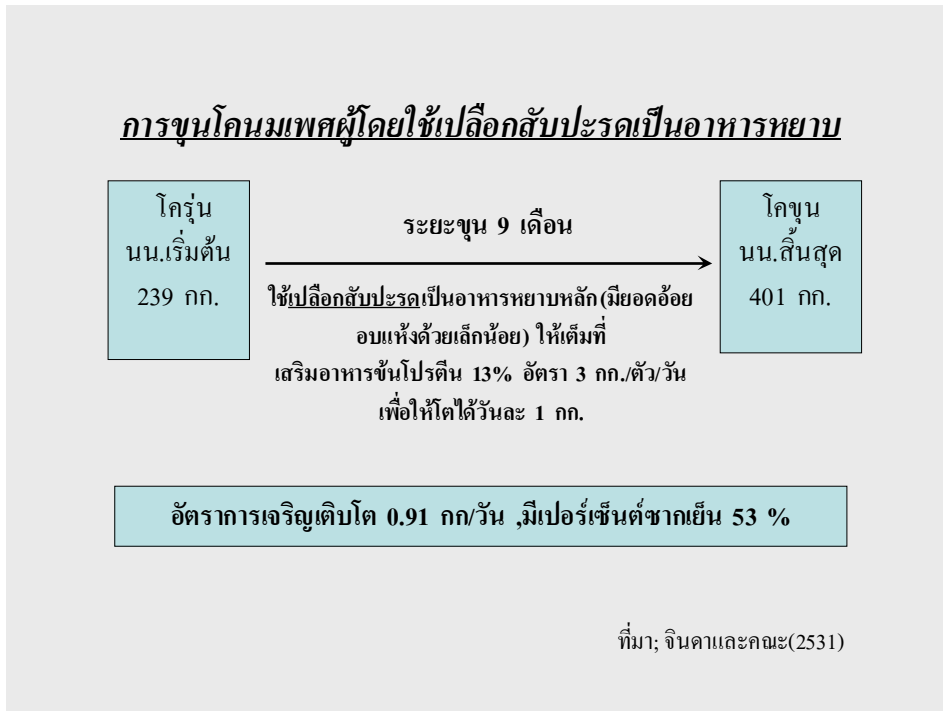 การขุนโคนมเพศผู้โดยใช้เปลือกสับปะรดเป็นอาหารหยาบ
โครุ่น
นน.เริ่มต้น
239 กก.
ระยะขุน 9 เดือน
ใช้เปลือกสับปะรดเป็นอาหารหยาบหลัก(มียอดอ้อย
อบแห้งด้วยเล็กน้อย) ให้เต็มที่
เสริมอาหารข้นโปรตีน 13% อัตรา 3 กก./ตัว/วัน
เพื่อให้โตได้วันละ 1 กก.
โคขุน
นน.สิ้นสุด
401 กก.
อัตราการเจริญเติบโต 0.91 กก/วัน ,มีเปอร์เซ็นต์ซากเย็น 53 %
ที่มา; จินดาและคณะ(2531)